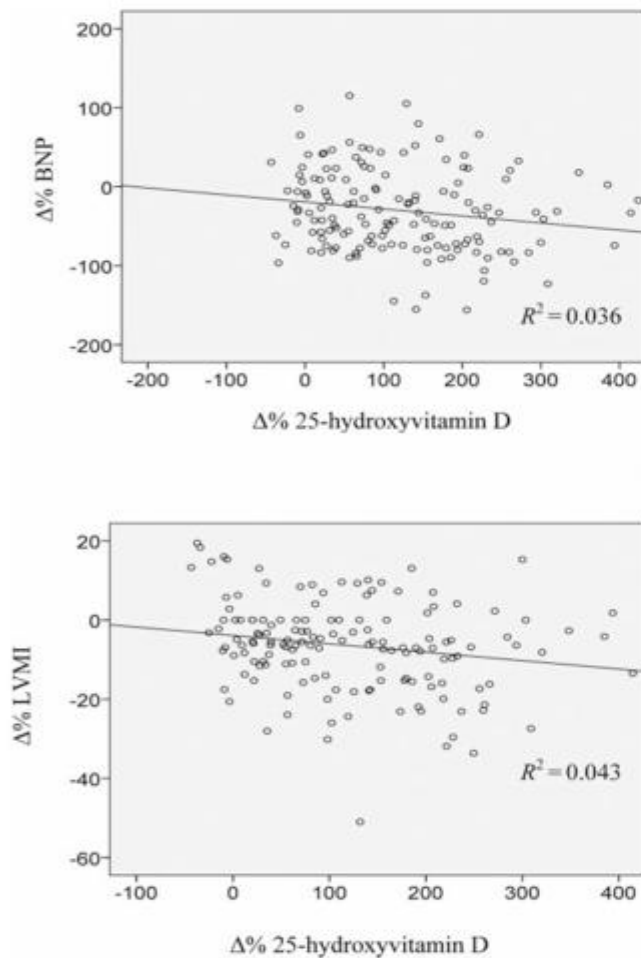 200
100
0
-100
-200
Δ% BNP
R² = 0.036
-200 -100 0 100 200 300 400
Δ% 25-hydroxyvitamin D
20
0
-20
-40
-60
Δ% LVMI
R² = 0.043
-100 0 100 200 300 400
Δ% 25-hydroxyvitamin D